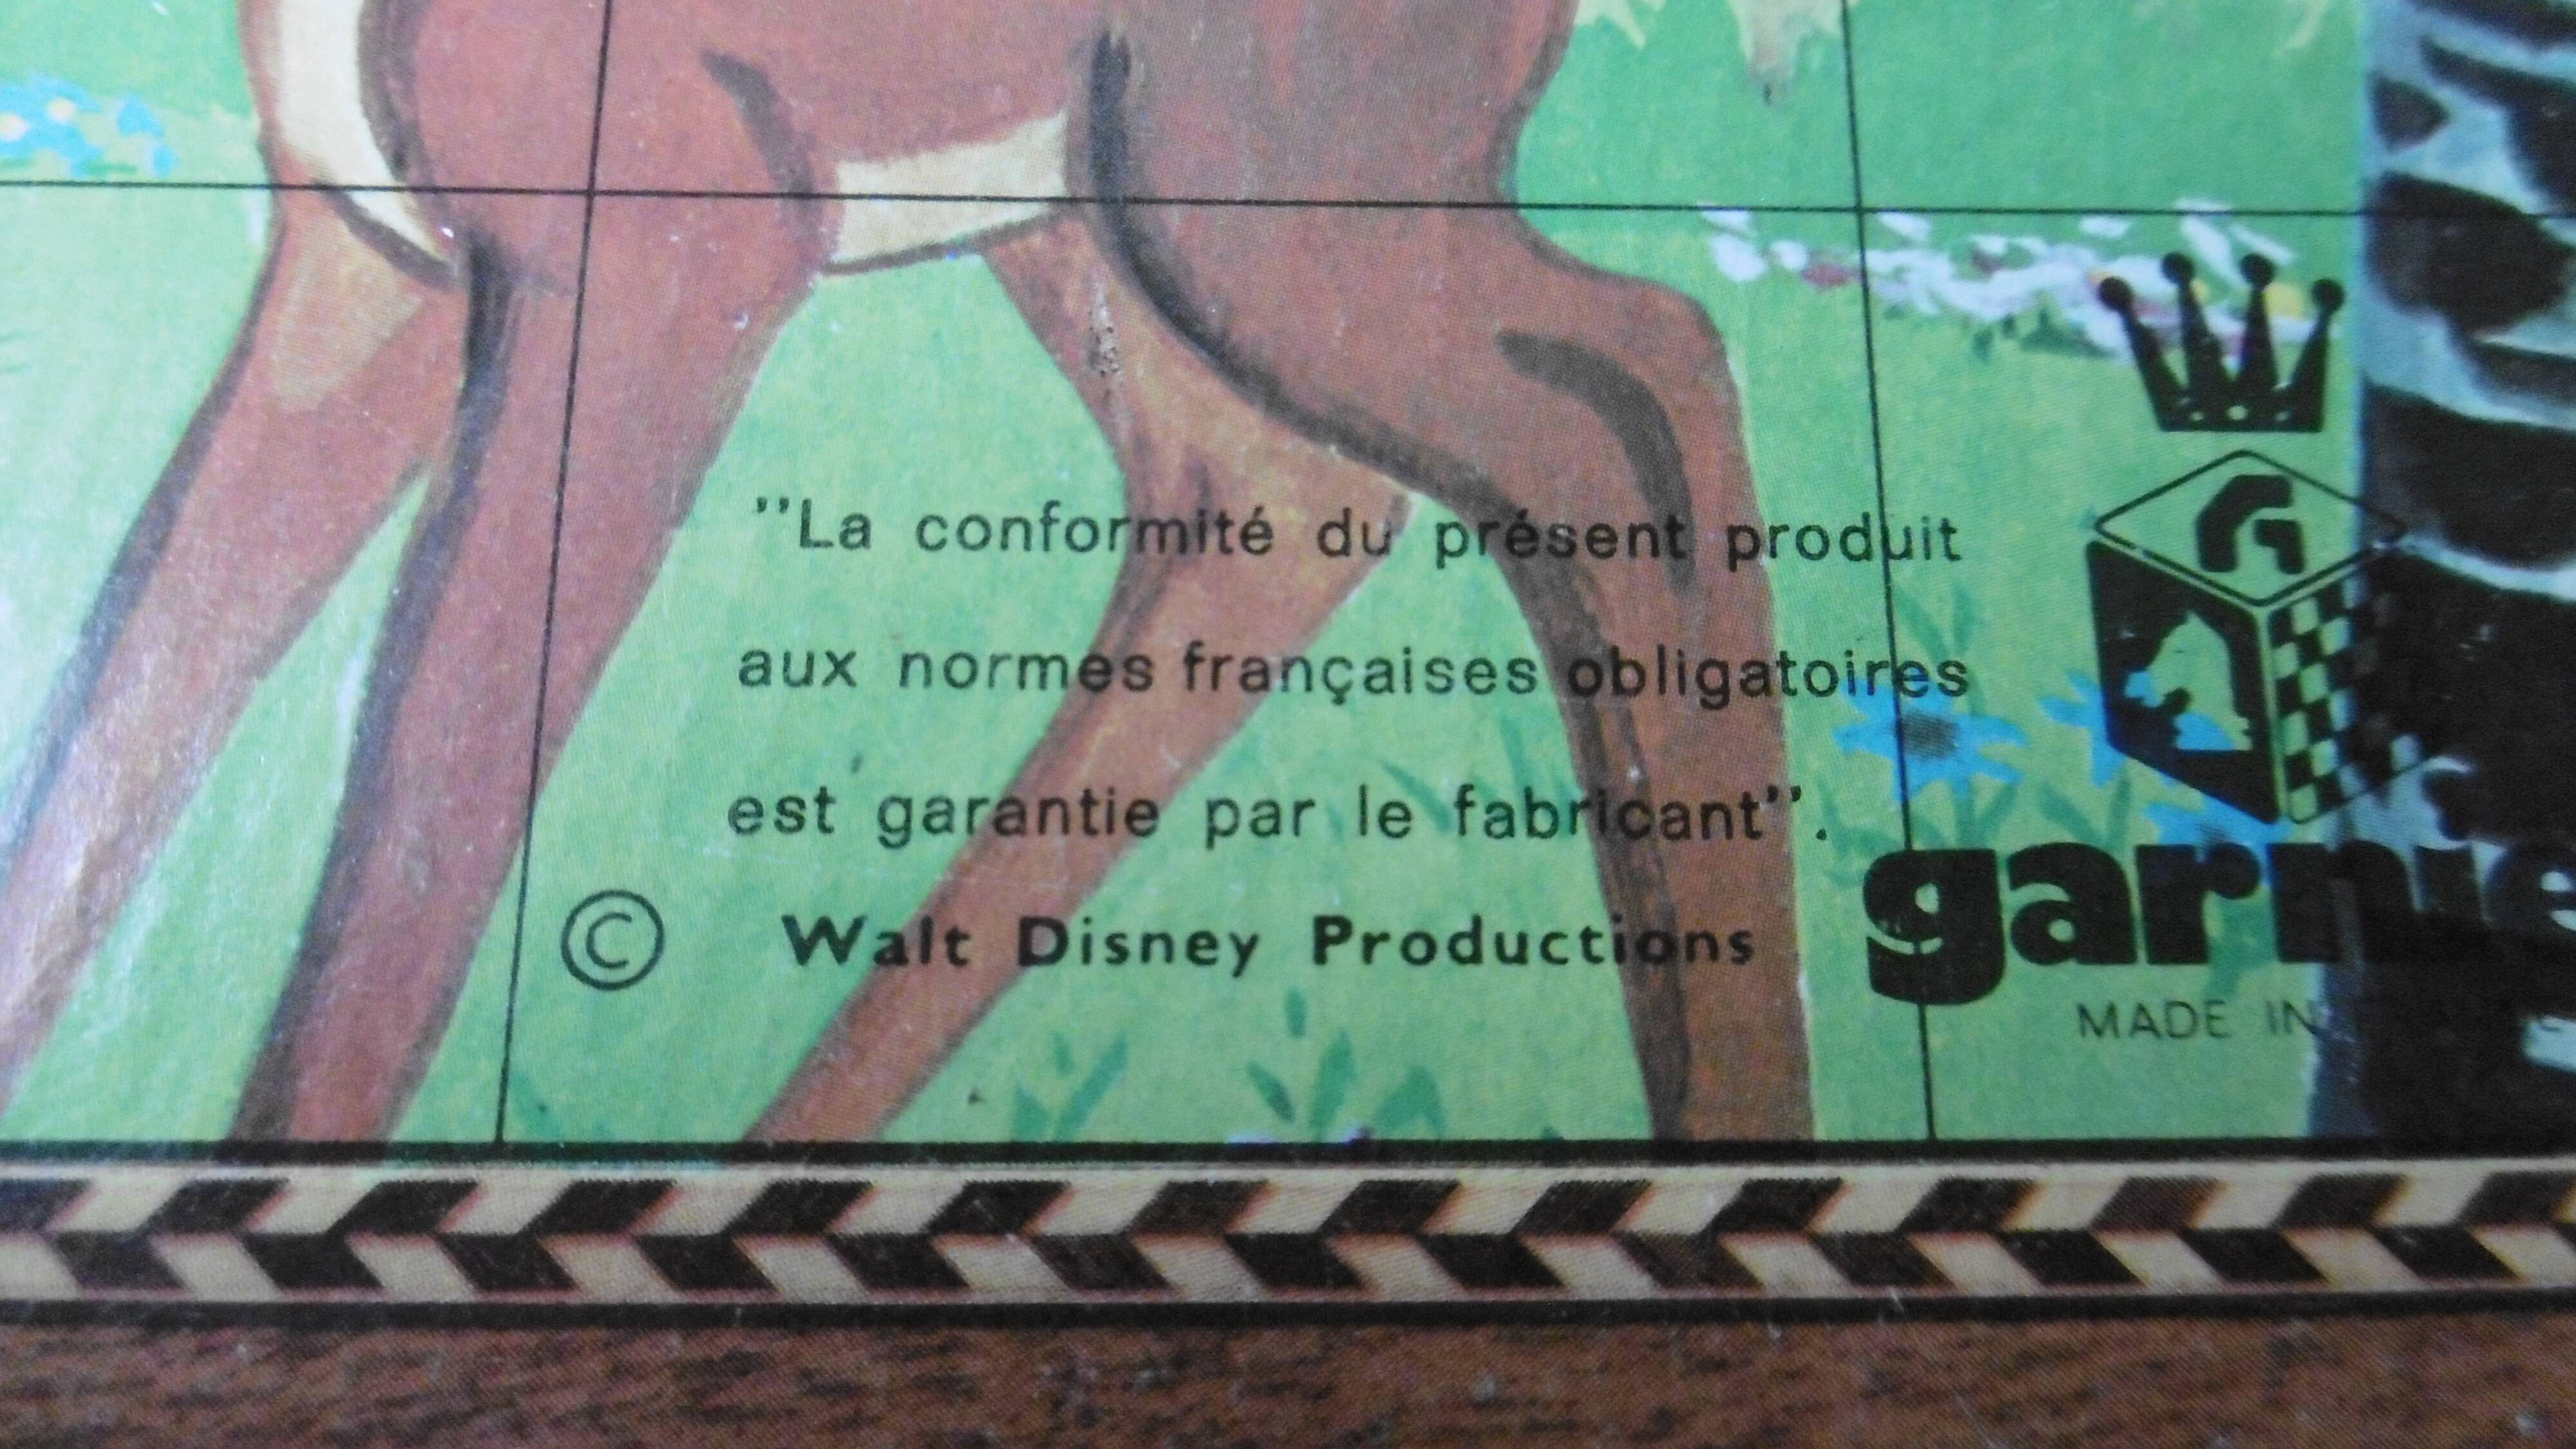 "La conformité du présent produit
aux normes françaises obligatoires
est garantie par le fabricant".
© Walt Disney Productions
G
garnie
MADE IN